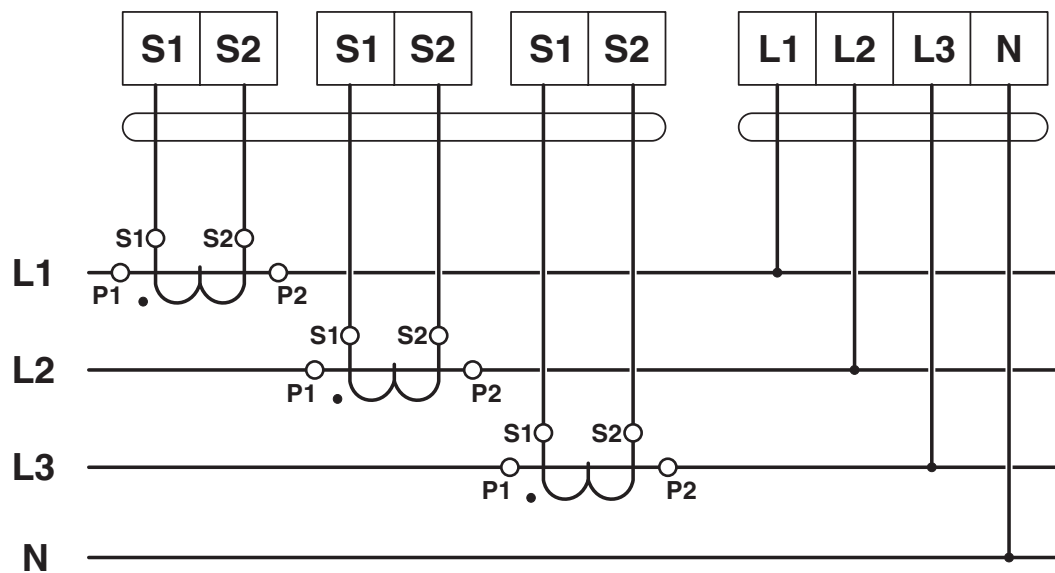 S1 S2 S1 S2 S1 S2 L1 L2 L3 N
S1 S2
L1
P1 P2
S1 S2
L2
P1 P2
S1 S2
L3
P1 P2
N